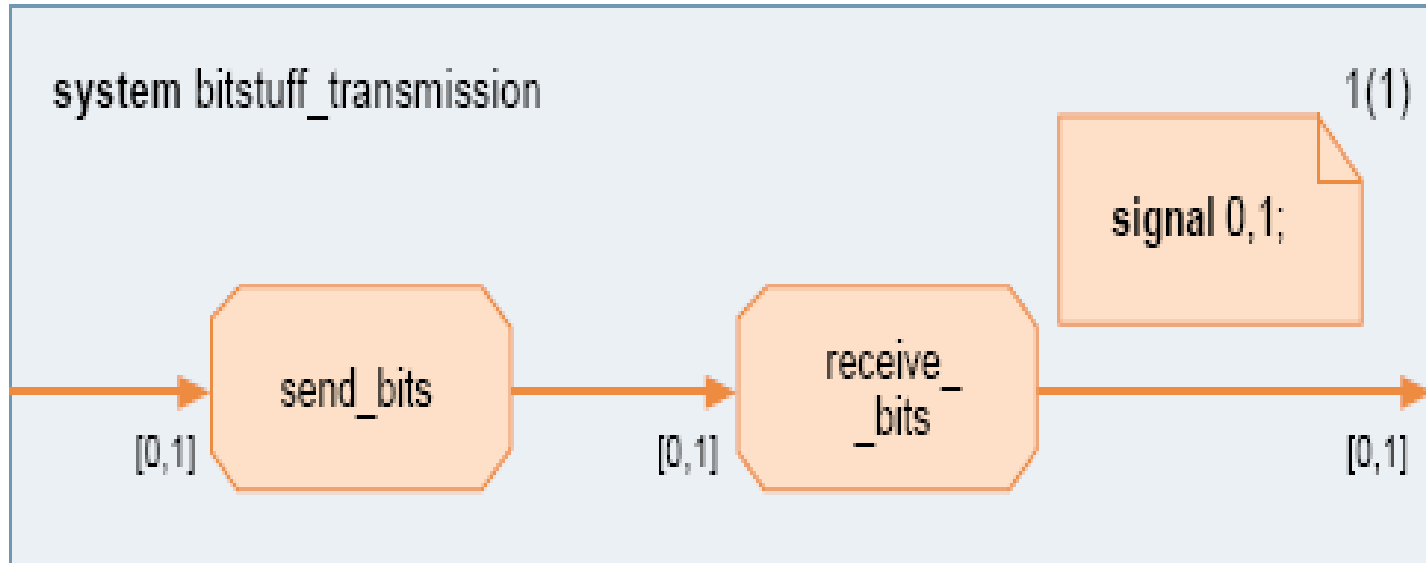 system bitstuff_transmission
1(1)
signal 0,1;
send_bits
receive_
_bits
[0,1]
[0,1]
[0,1]